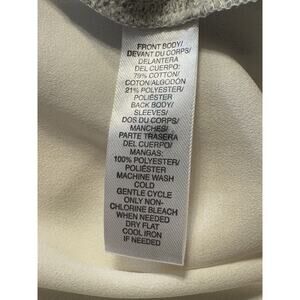 FRONT BODY/
DEVANT DU CORPS/
DELANTERA
DEL CUERPO:
79% COTTON/
COTON/ALGODÓN
21% POLYESTER/
POLIÉSTER
BACK BODY/
SLEEVES/
DOS DU CORPS/
MANCHES/
PARTE TRASERA
DEL CUERPO/
MANGAS:
100% POLYESTER/
POLIÉSTER
MACHINE WASH
COLD
GENTLE CYCLE
ONLY NON-
CHLORINE BLEACH
WHEN NEEDED
DRY FLAT
COOL IRON
IF NEEDED